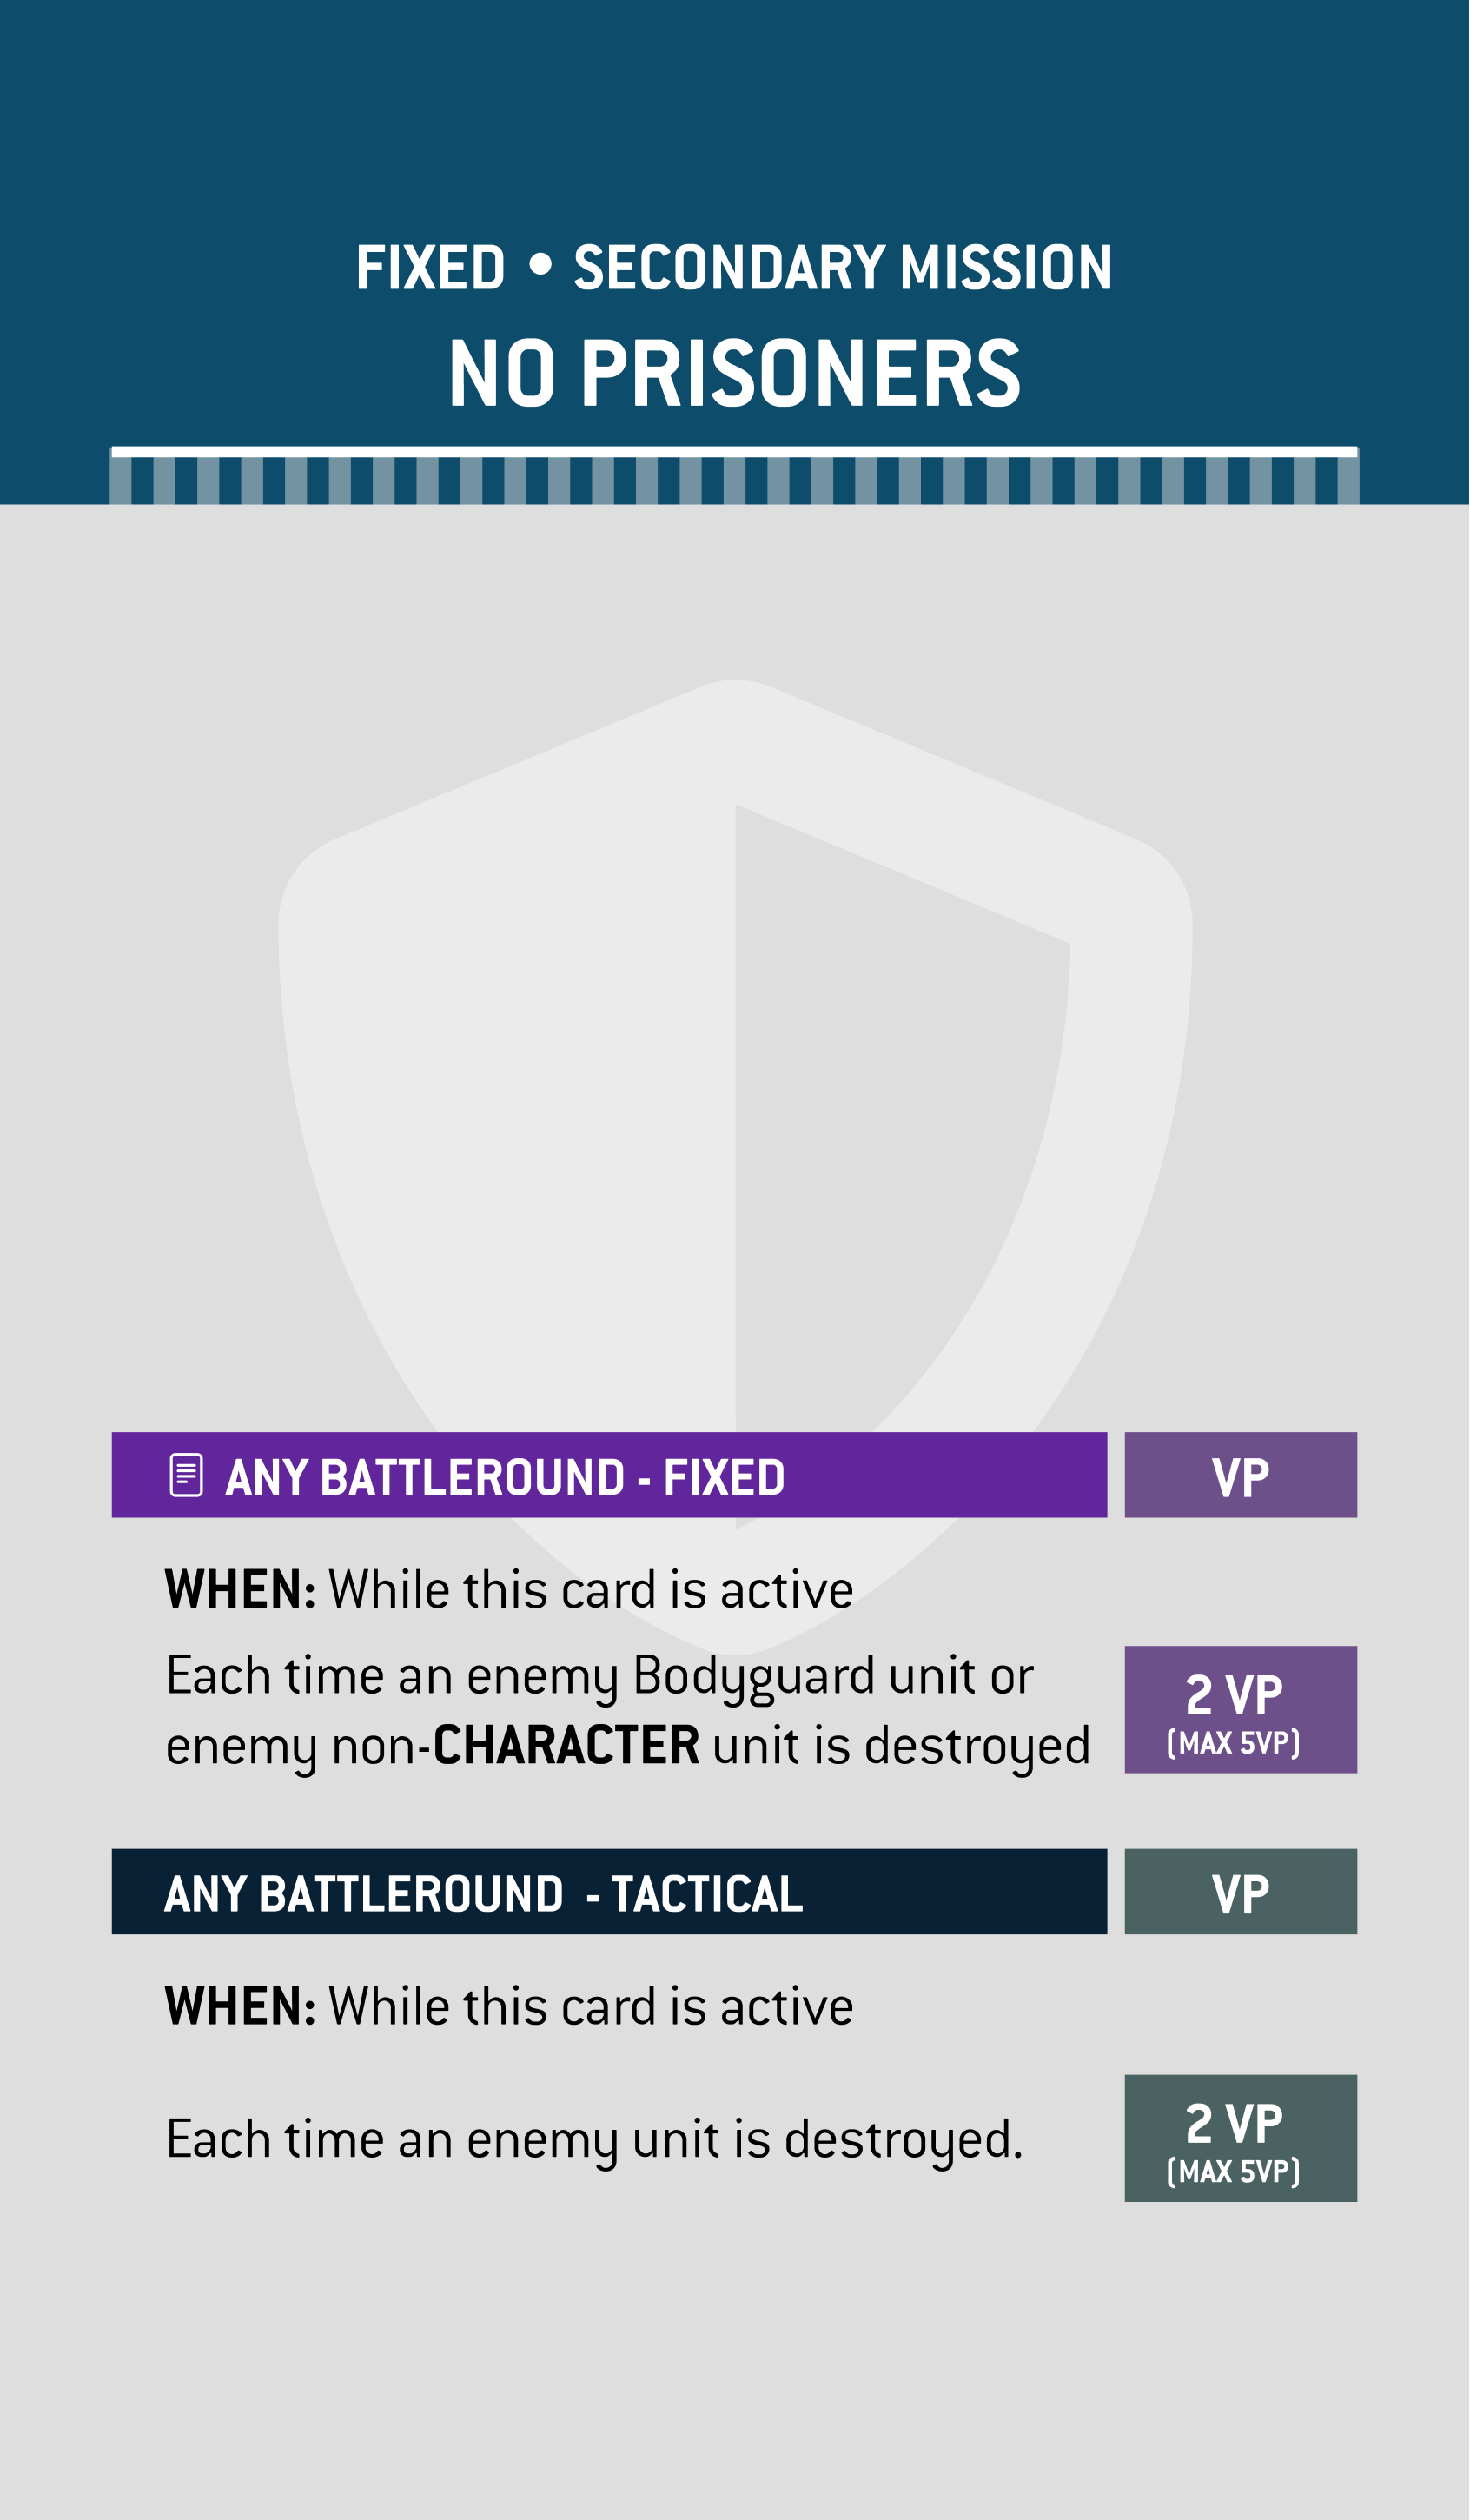 FIXED • SECONDARY MISSION
NO PRISONERS
ANY BATTLEROUND - FIXED
VP
WHEN: While this card is active
Each time an enemy Bodyguard unit or
enemy non-CHARACTER unit is destroyed
2 VP
(MAX 5VP)
ANY BATTLEROUND - TACTICAL
VP
WHEN: While this card is active
Each time an enemy unit is destroyed.
2 VP
(MAX 5VP)